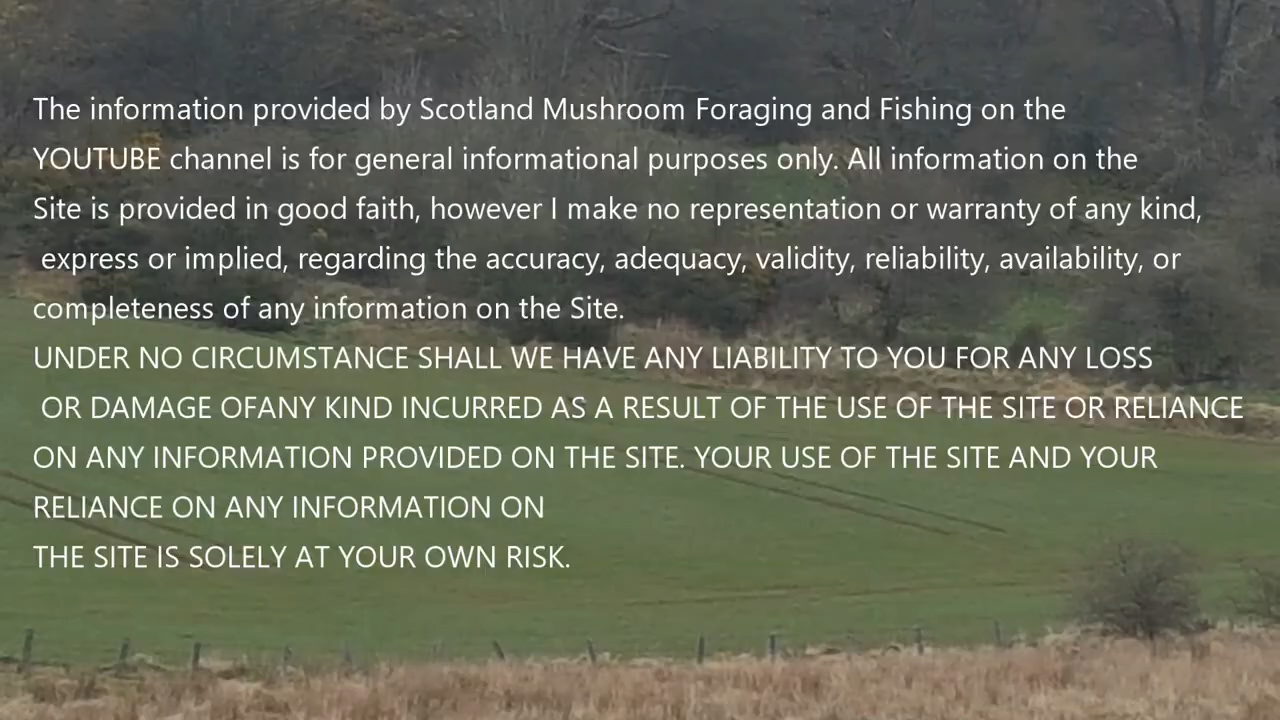 The information provided by Scotland Mushroom Foraging and Fishing on the
YOUTUBE channel is for general informational purposes only. All information on the
Site is provided in good faith, however I make no representation or warranty of any kind,
express or implied, regarding the accuracy, adequacy, validity, reliability, availability, or
completeness of any information on the Site.
UNDER NO CIRCUMSTANCE SHALL WE HAVE ANY LIABILITY TO YOU FOR ANY LOSS
OR DAMAGE OFANY KIND INCURRED AS A RESULT OF THE USE OF THE SITE OR RELIANCE
ON ANY INFORMATION PROVIDED ON THE SITE. YOUR USE OF THE SITE AND YOUR
RELIANCE ON ANY INFORMATION ON
THE SITE IS SOLELY AT YOUR OWN RISK.